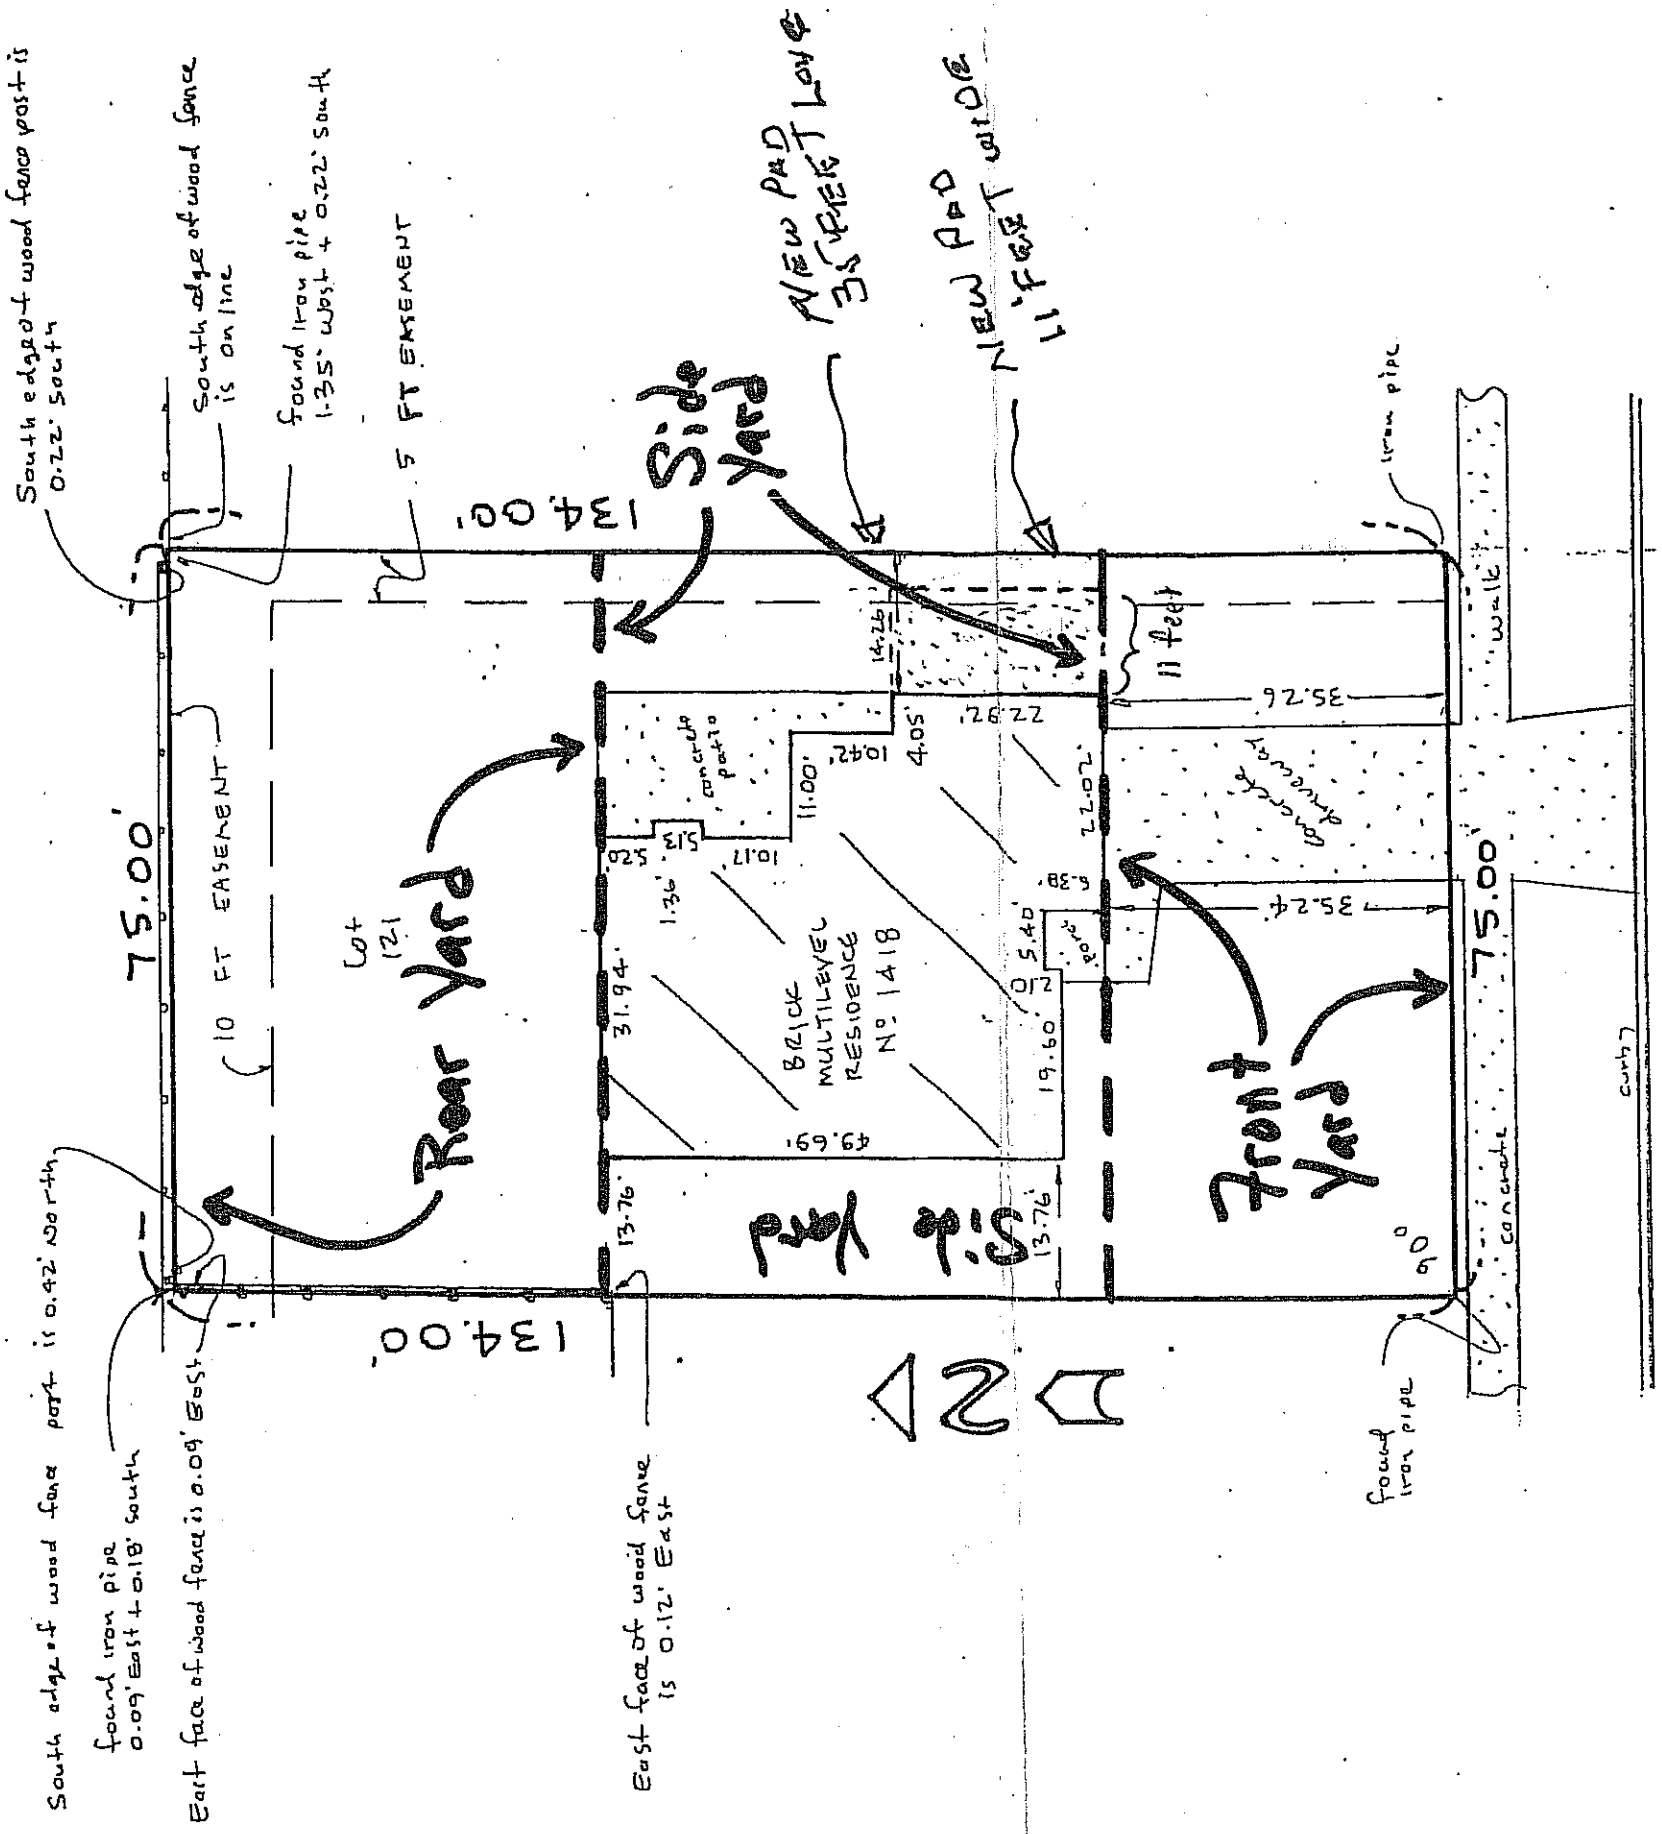 South edge of wood fence post is
0.22' South
South edge of wood fence
is on line
found iron pipe
1.35' west + 0.22' south
5 FT EASEMENT
NEW PAD
35 FEET LONG
NEW PAD
11' FEET WIDE
Side
Yard
134.00'
75.00'
10 FT EASEMENT
Lot
121
Rear Yard
concrete
patio
14.26
11 feet
5.26'
5.13
10.17'
1.36'
11.00'
10.42'
4.05'
22.92'
22.02'
31.94'
BRICK
MULTILEVEL
RESIDENCE
Nº 1418
6.38'
5.40
porch
2.10
19.60
49.69'
35.26
35.24'
concrete
driveway
Front
Yard
13.76'
Side
Yard
13.76'
134.00'
75.00'
90°
iron pipe
walk
concrete
curb
found
iron pipe
South edge of wood fence post is 0.42' North
found iron pipe
0.09' East + 0.18' south
East face of wood fence is 0.09' East
East face of wood fence
is 0.12' East